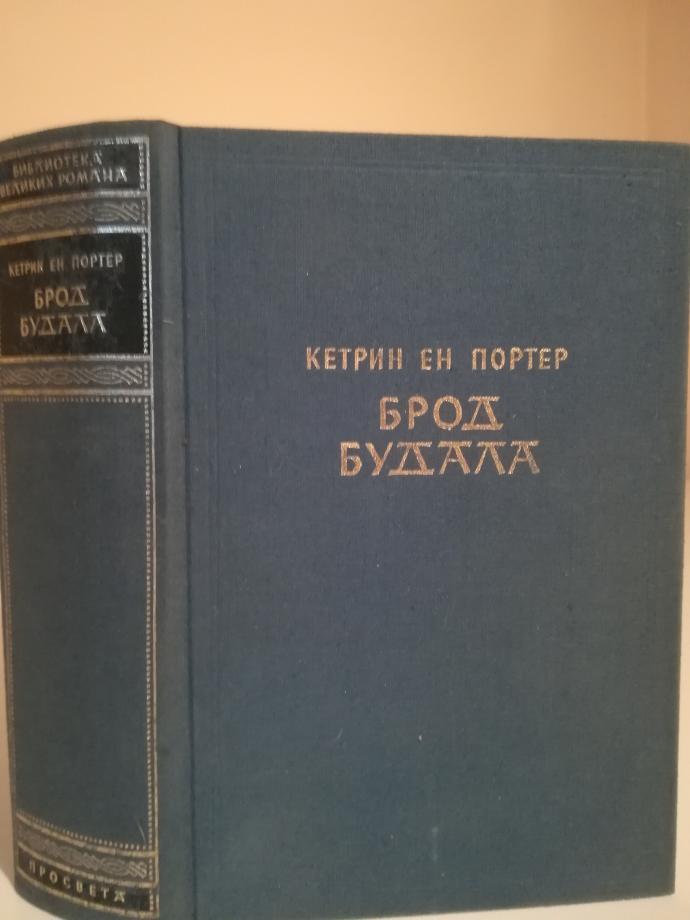 БИБЛИОТЕКА
ВЕЛИКИХ РОМАНА
КЕТРИН ЕН ПОРТЕР
БРОД
БУДАЛА
ПРОСВЕТА
КЕТРИН ЕН ПОРТЕР
БРОД
БУДАЛА